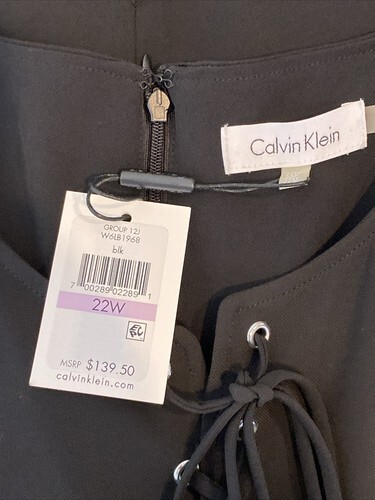 Calvin Klein
GROUP 12J
W6LB1968
blk
7 00289 02289 1
22W
MSRP $139.50
calvinklein.com